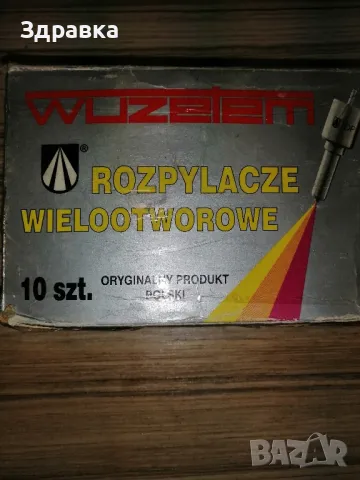 Здравка
WUZETEM
®
ROZPYLACZE
WIELOOTWOROWE
10 szt.
ORYGINALNY PRODUKT
POLSKI
BAZAR